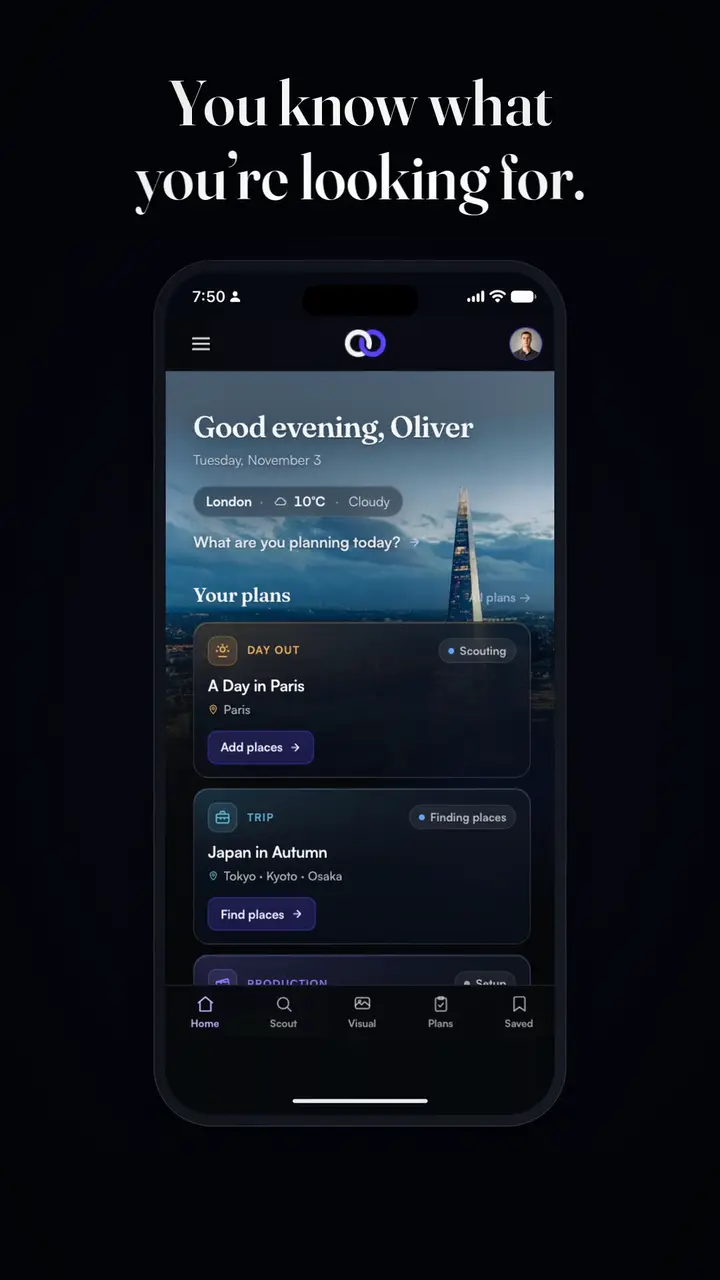 You know what
you’re looking for.
7:50
Good evening, Oliver
Tuesday, November 3
London · 10°C · Cloudy
What are you planning today? →
Your plans
All plans →
DAY OUT
Scouting
A Day in Paris
Paris
Add places →
TRIP
Finding places
Japan in Autumn
Tokyo · Kyoto · Osaka
Find places →
PRODUCTION
Setup
Home
Scout
Visual
Plans
Saved